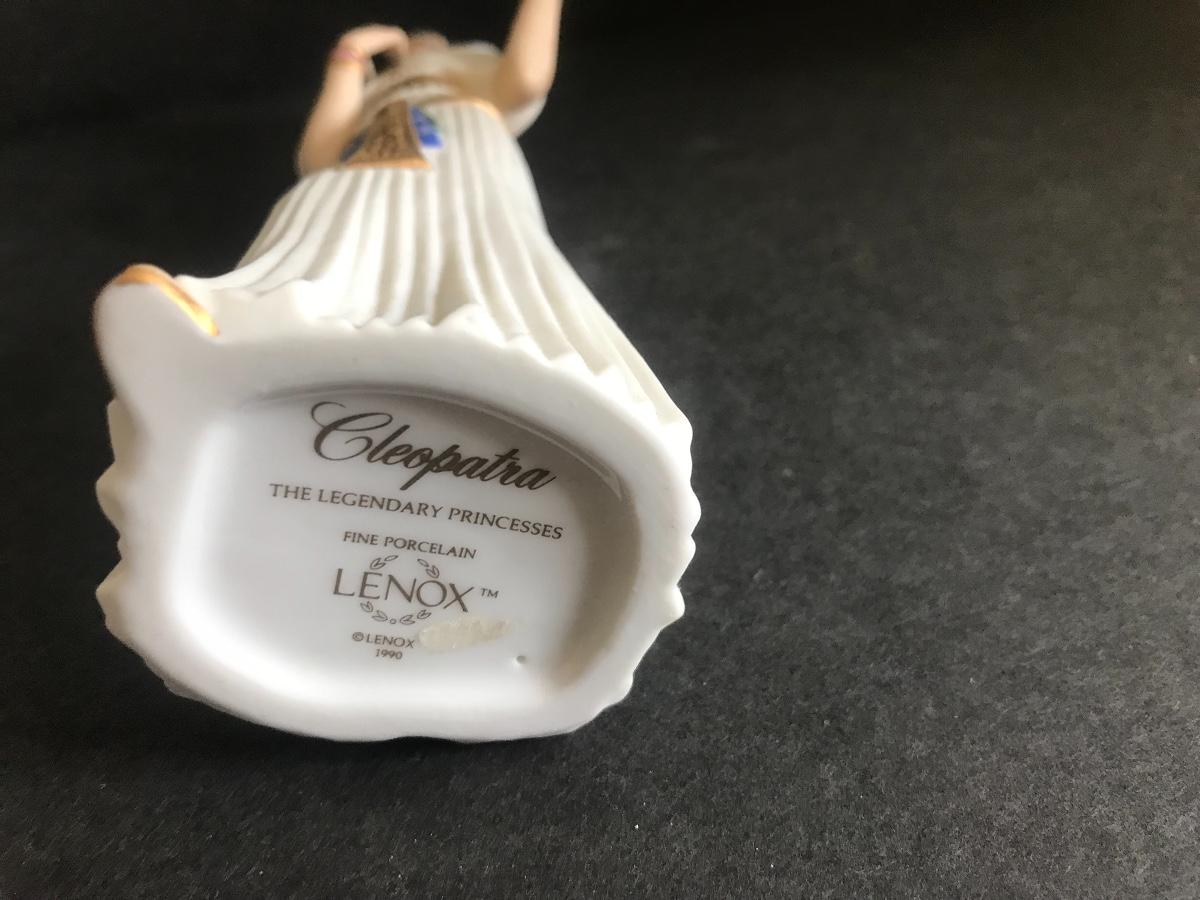 Cleopatra
THE LEGENDARY PRINCESSES
FINE PORCELAIN
LENOX™
©LENOX
1990